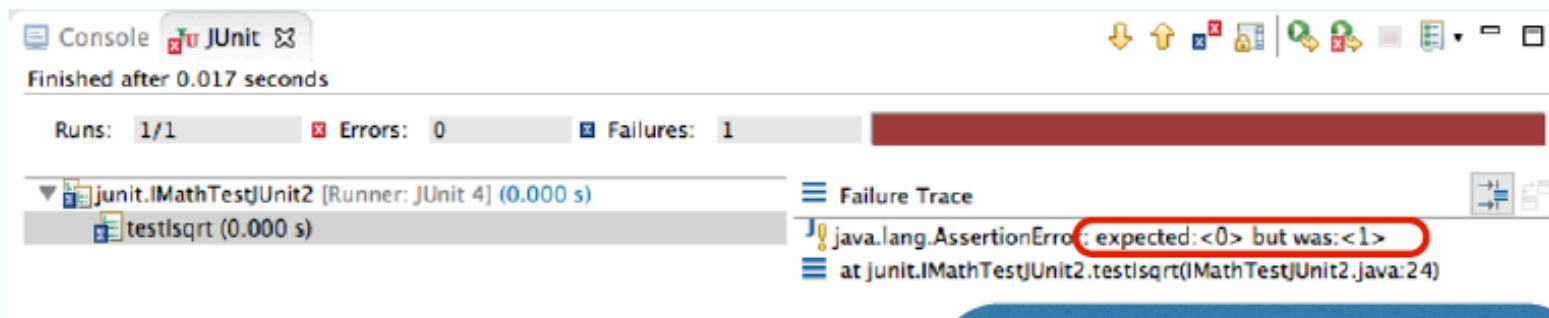 Console JUnit
Finished after 0.017 seconds
Runs: 1/1 Errors: 0 Failures: 1
junit.IMathTestJUnit2 [Runner: JUnit 4] (0.000 s)
testIsqrt (0.000 s)
Failure Trace
java.lang.AssertionError: expected:<0> but was:<1>
at junit.IMathTestJUnit2.testIsqrt(IMathTestJUnit2.java:24)